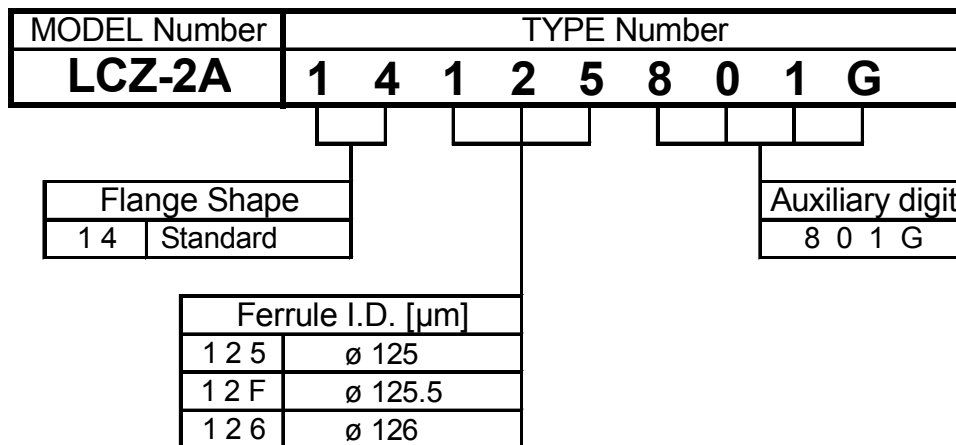 MODEL Number TYPE Number
LCZ-2A 1 4 1 2 5 8 0 1 G
Flange Shape
1 4 Standard
Auxiliary digit
8 0 1 G
Ferrule I.D. [µm]
1 2 5 ø 125
1 2 F ø 125.5
1 2 6 ø 126